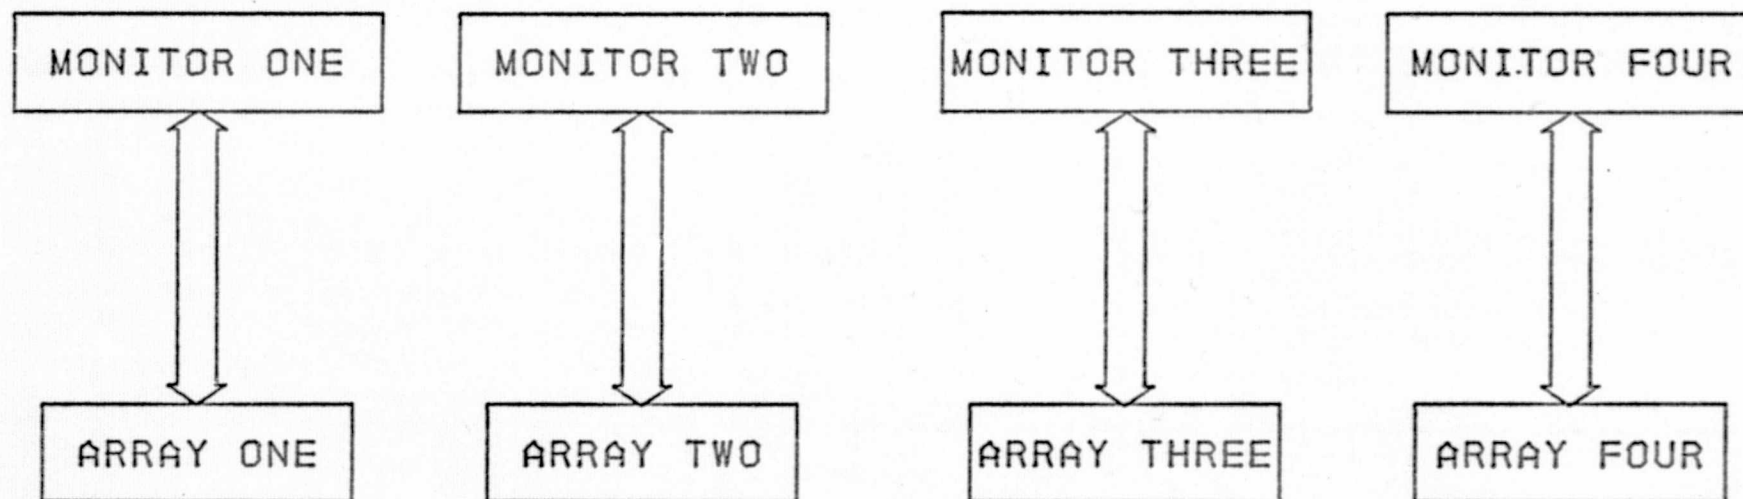 MONITOR ONE
MONITOR TWO
MONITOR THREE
MONITOR FOUR
ARRAY ONE
ARRAY TWO
ARRAY THREE
ARRAY FOUR